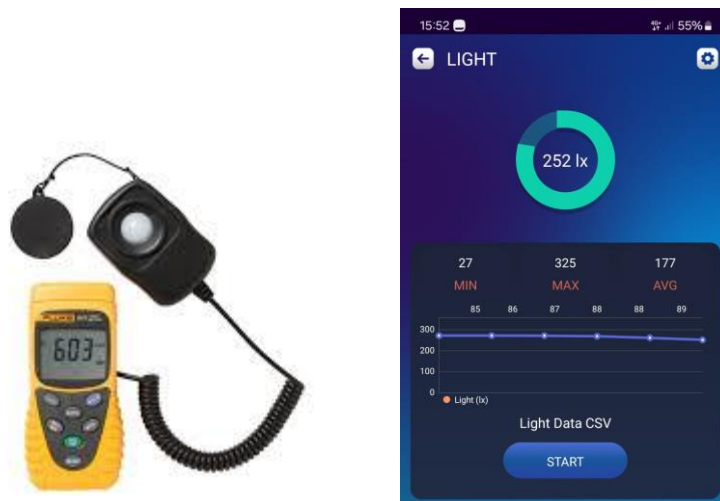 603
15:52
4G+
55%
LIGHT
252 lx
27
325
177
MIN
MAX
AVG
85 86 87 88 88 89
300
200
100
0
Light (lx)
Light Data CSV
START